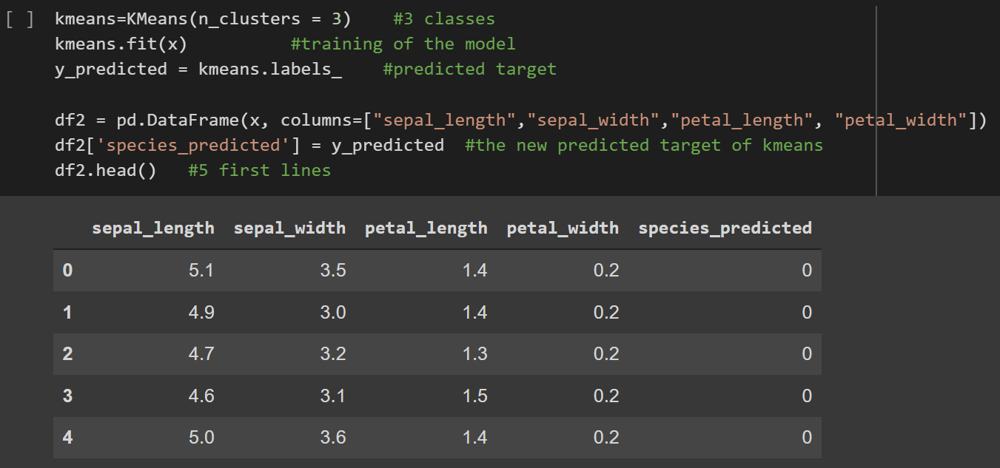 [ ] kmeans=KMeans(n_clusters = 3)    #3 classes
kmeans.fit(x)          #training of the model
y_predicted = kmeans.labels_    #predicted target
df2 = pd.DataFrame(x, columns=["sepal_length","sepal_width","petal_length", "petal_width"])
df2['species_predicted'] = y_predicted  #the new predicted target of kmeans
df2.head()   #5 first lines
sepal_length sepal_width petal_length petal_width species_predicted
0 5.1 3.5 1.4 0.2 0
1 4.9 3.0 1.4 0.2 0
2 4.7 3.2 1.3 0.2 0
3 4.6 3.1 1.5 0.2 0
4 5.0 3.6 1.4 0.2 0